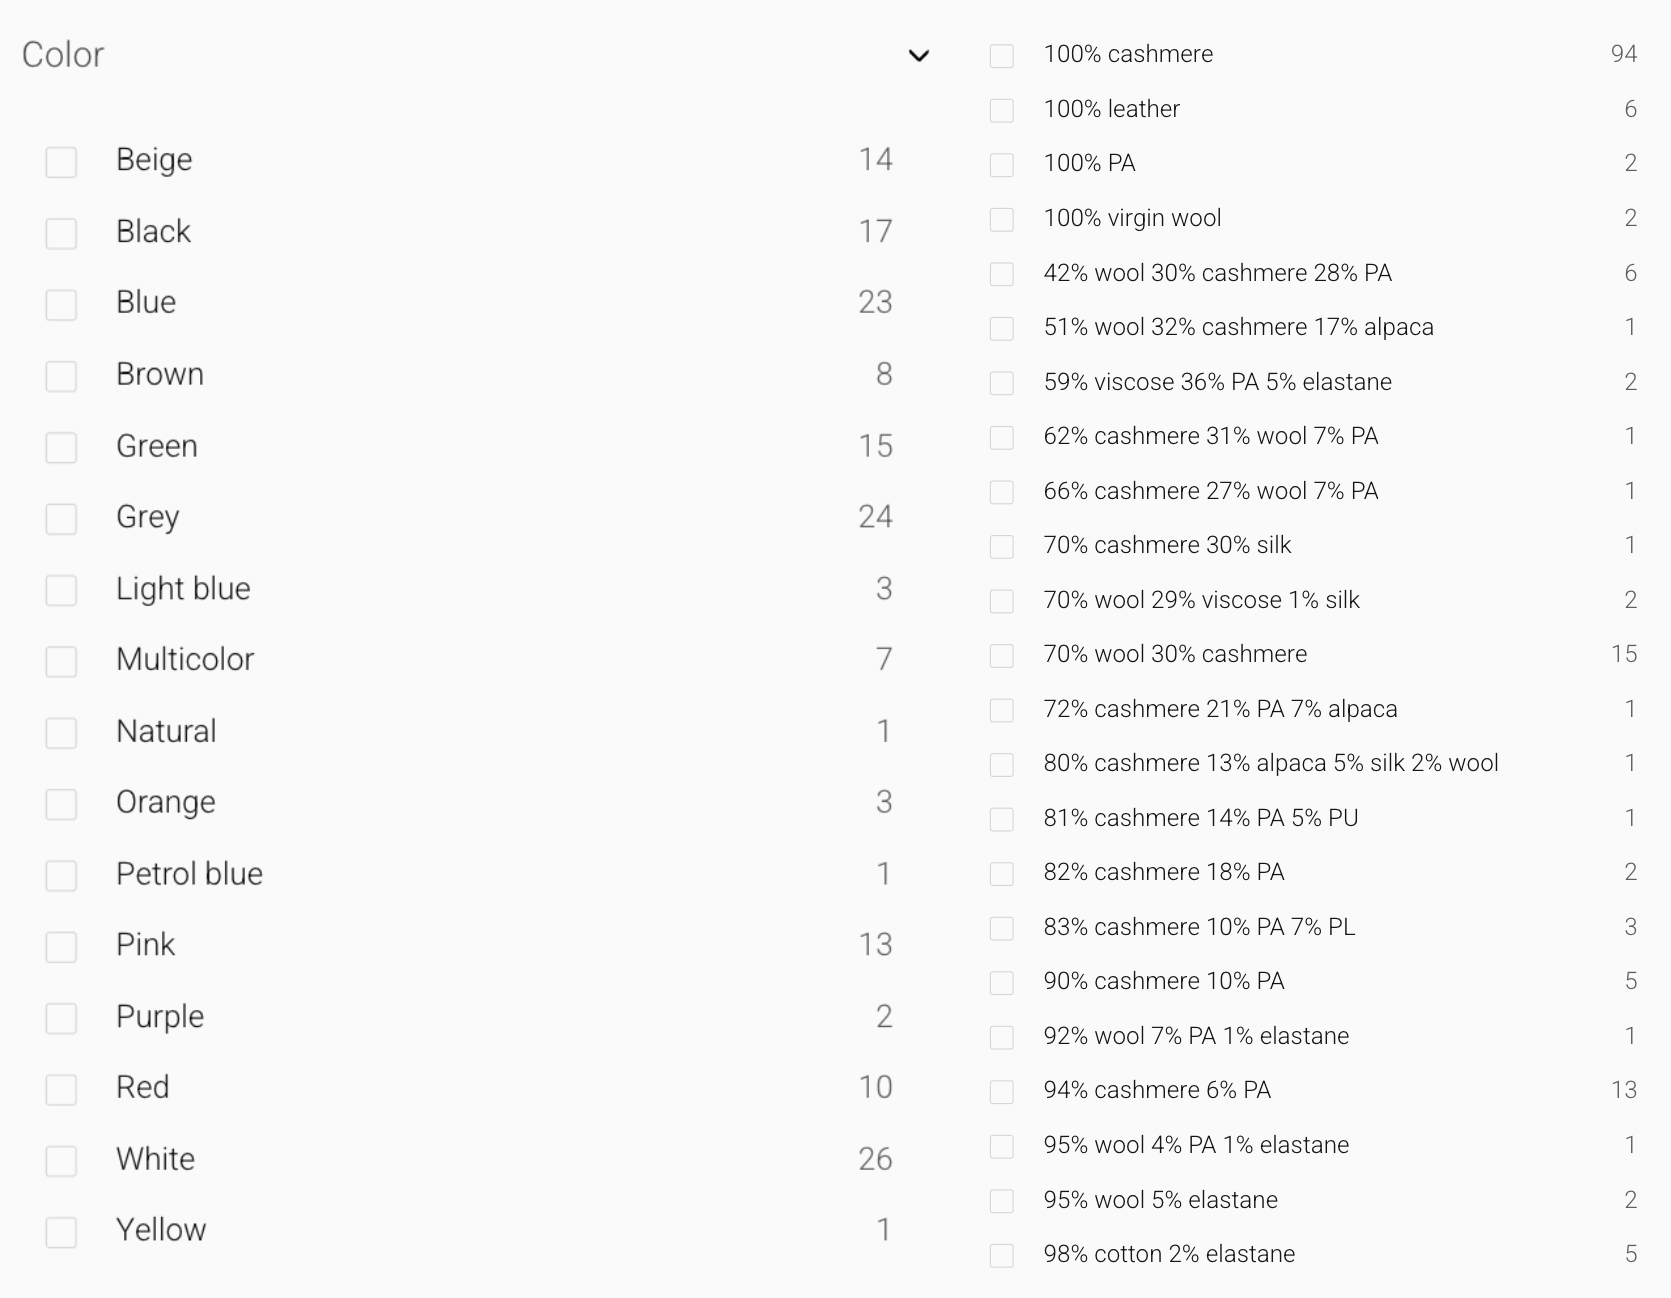 Color
Beige 14
Black 17
Blue 23
Brown 8
Green 15
Grey 24
Light blue 3
Multicolor 7
Natural 1
Orange 3
Petrol blue 1
Pink 13
Purple 2
Red 10
White 26
Yellow 1
100% cashmere 94
100% leather 6
100% PA 2
100% virgin wool 2
42% wool 30% cashmere 28% PA 6
51% wool 32% cashmere 17% alpaca 1
59% viscose 36% PA 5% elastane 2
62% cashmere 31% wool 7% PA 1
66% cashmere 27% wool 7% PA 1
70% cashmere 30% silk 1
70% wool 29% viscose 1% silk 2
70% wool 30% cashmere 15
72% cashmere 21% PA 7% alpaca 1
80% cashmere 13% alpaca 5% silk 2% wool 1
81% cashmere 14% PA 5% PU 1
82% cashmere 18% PA 2
83% cashmere 10% PA 7% PL 3
90% cashmere 10% PA 5
92% wool 7% PA 1% elastane 1
94% cashmere 6% PA 13
95% wool 4% PA 1% elastane 1
95% wool 5% elastane 2
98% cotton 2% elastane 5